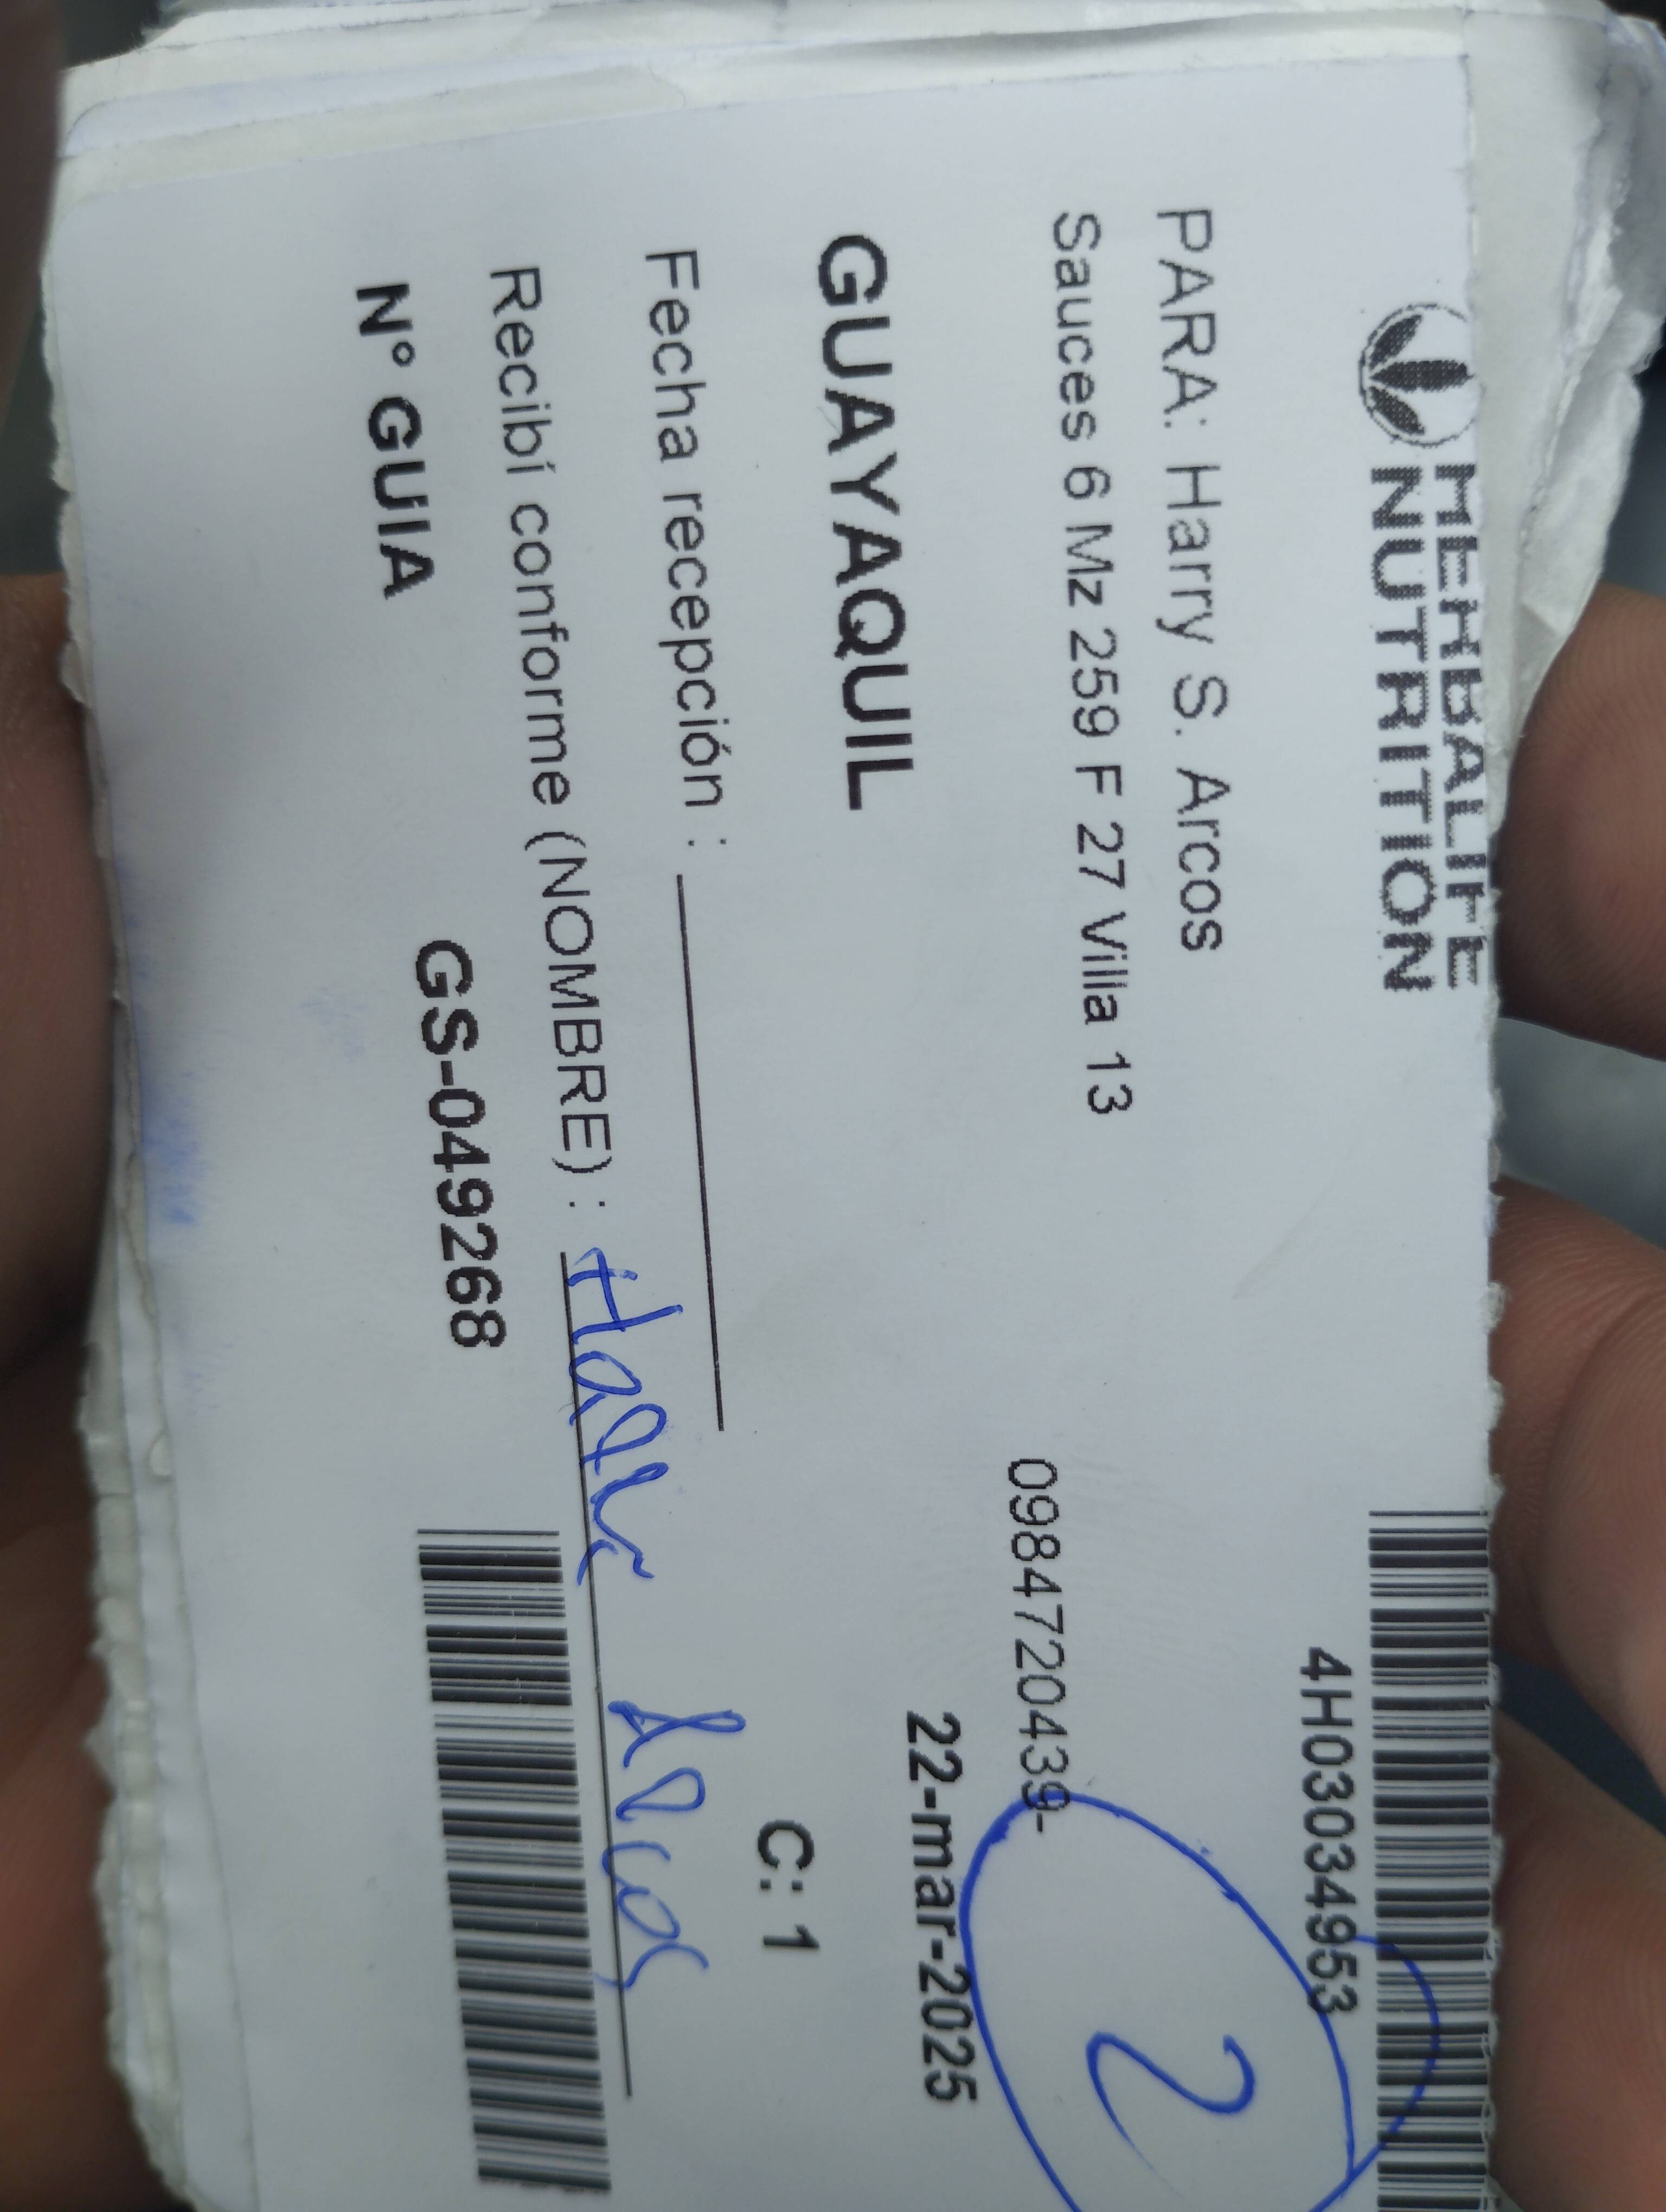 HERBALIFE
NUTRITION
4H03034953
PARA: Harry S. Arcos
Sauces 6 Mz 259 F 27 Villa 13
0984720439-
2
GUAYAQUIL
22-mar-2025
Fecha recepción :
C: 1
Recibí conforme (NOMBRE) : Harry Arcos
N° GUIA GS-049268